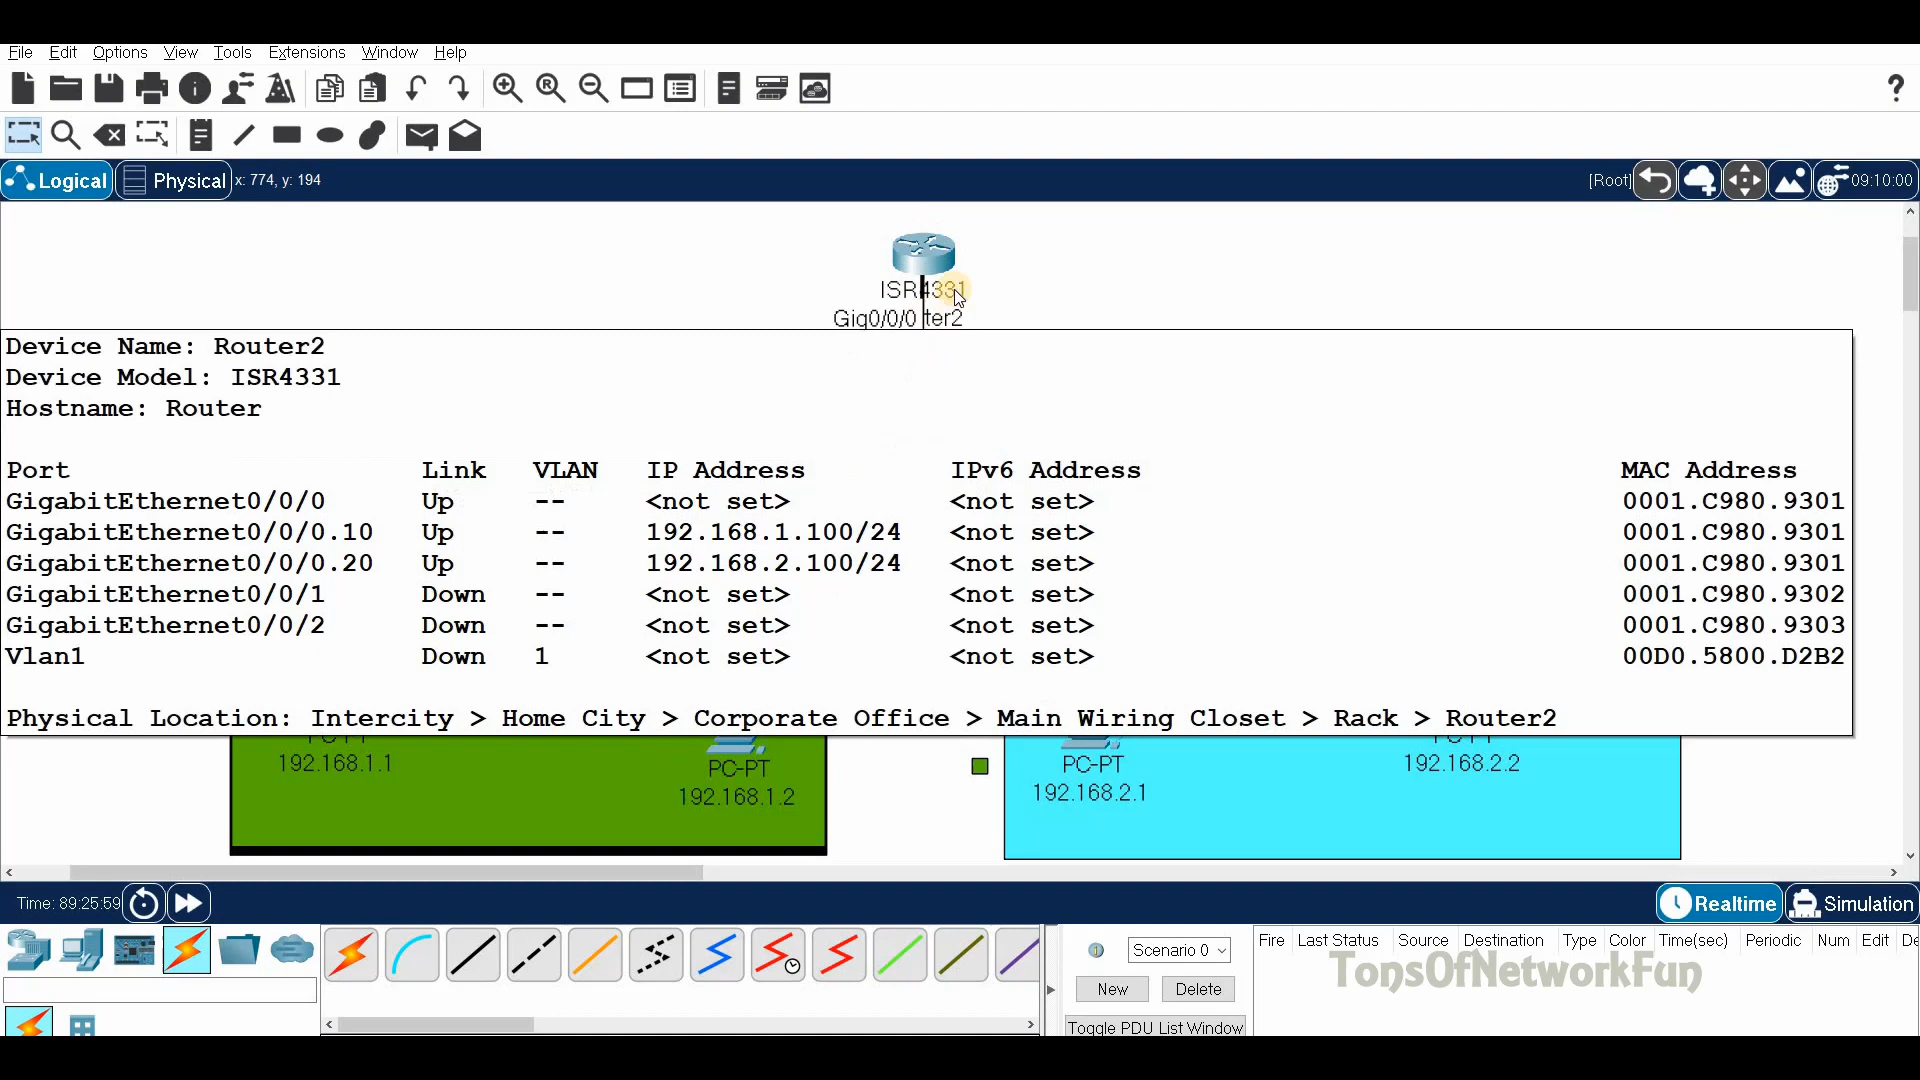 File Edit Options View Tools Extensions Window Help
Logical Physical x: 774, y: 194 [Root] 09:10:00
ISR4331
Gig0/0/0 ter2
Device Name: Router2
Device Model: ISR4331
Hostname: Router
Port Link VLAN IP Address IPv6 Address MAC Address
GigabitEthernet0/0/0 Up -- <not set> <not set> 0001.C980.9301
GigabitEthernet0/0/0.10 Up -- 192.168.1.100/24 <not set> 0001.C980.9301
GigabitEthernet0/0/0.20 Up -- 192.168.2.100/24 <not set> 0001.C980.9301
GigabitEthernet0/0/1 Down -- <not set> <not set> 0001.C980.9302
GigabitEthernet0/0/2 Down -- <not set> <not set> 0001.C980.9303
Vlan1 Down 1 <not set> <not set> 00D0.5800.D2B2
Physical Location: Intercity > Home City > Corporate Office > Main Wiring Closet > Rack > Router2
192.168.1.1
PC-PT
192.168.1.2
PC-PT
192.168.2.1
192.168.2.2
Time: 89:25:59 Realtime Simulation
Scenario 0
New Delete
Toggle PDU List Window
Fire Last Status Source Destination Type Color Time(sec) Periodic Num Edit De
TonsOfNetworkFun